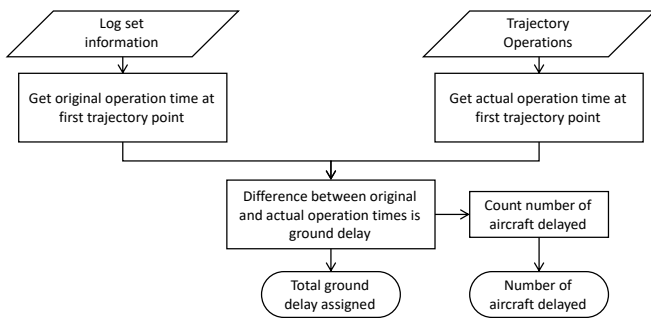 Log set
information
Trajectory
Operations
Get original operation time at
first trajectory point
Get actual operation time at
first trajectory point
Difference between original
and actual operation times is
ground delay
Count number of
aircraft delayed
Total ground
delay assigned
Number of
aircraft delayed